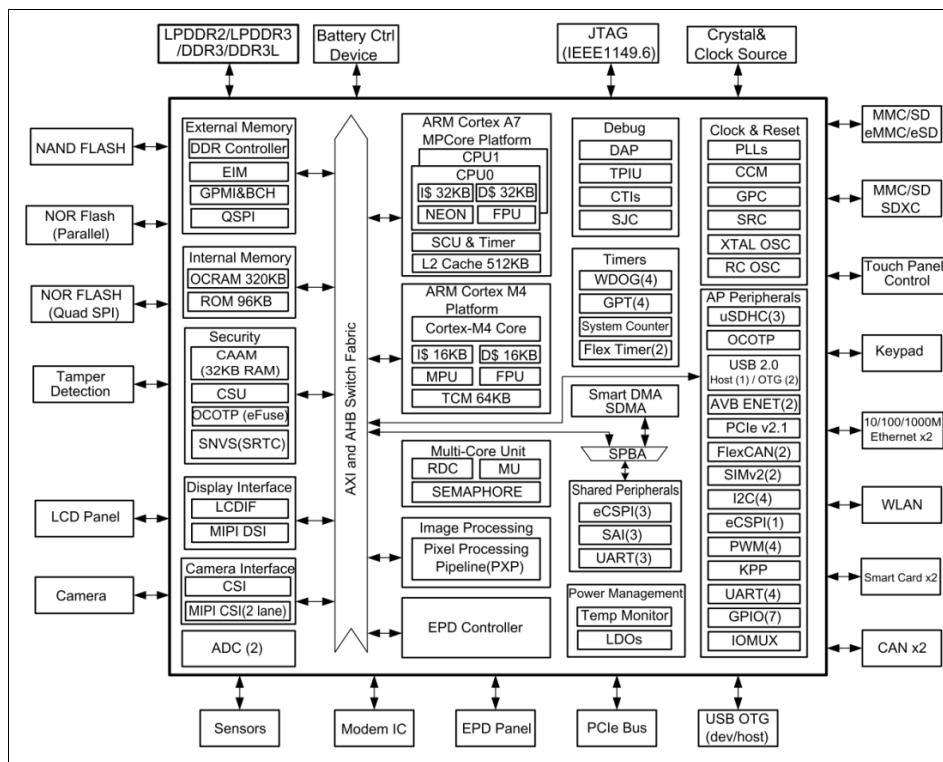 LPDDR2/LPDDR3
/DDR3/DDR3L
Battery Ctrl
Device
JTAG
(IEEE1149.6)
Crystal&
Clock Source
NAND FLASH
NOR Flash
(Parallel)
NOR FLASH
(Quad SPI)
Tamper
Detection
LCD Panel
Camera
External Memory
DDR Controller
EIM
GPMI&BCH
QSPI
Internal Memory
OCRAM 320KB
ROM 96KB
Security
CAAM
(32KB RAM)
CSU
OCOTP (eFuse)
SNVS(SRTC)
Display Interface
LCDIF
MIPI DSI
Camera Interface
CSI
MIPI CSI(2 lane)
ADC (2)
AXI and AHB Switch Fabric
ARM Cortex A7
MPCore Platform
CPU1
CPU0
I$ 32KB
D$ 32KB
NEON
FPU
SCU & Timer
L2 Cache 512KB
ARM Cortex M4
Platform
Cortex-M4 Core
I$ 16KB
D$ 16KB
MPU
FPU
TCM 64KB
Multi-Core Unit
RDC
MU
SEMAPHORE
Image Processing
Pixel Processing
Pipeline(PXP)
EPD Controller
Debug
DAP
TPIU
CTIs
SJC
Timers
WDOG(4)
GPT(4)
System Counter
Flex Timer(2)
Smart DMA
SDMA
SPBA
Shared Peripherals
eCSPI(3)
SAI(3)
UART(3)
Power Management
Temp Monitor
LDOs
Clock & Reset
PLLs
CCM
GPC
SRC
XTAL OSC
RC OSC
AP Peripherals
uSDHC(3)
OCOTP
USB 2.0
Host (1) / OTG (2)
AVB ENET(2)
PCIe v2.1
FlexCAN(2)
SIMv2(2)
I2C(4)
eCSPI(1)
PWM(4)
KPP
UART(4)
GPIO(7)
IOMUX
MMC/SD
eMMC/eSD
MMC/SD
SDXC
Touch Panel
Control
Keypad
10/100/1000M
Ethernet x2
WLAN
Smart Card x2
CAN x2
Sensors
Modem IC
EPD Panel
PCIe Bus
USB OTG
(dev/host)